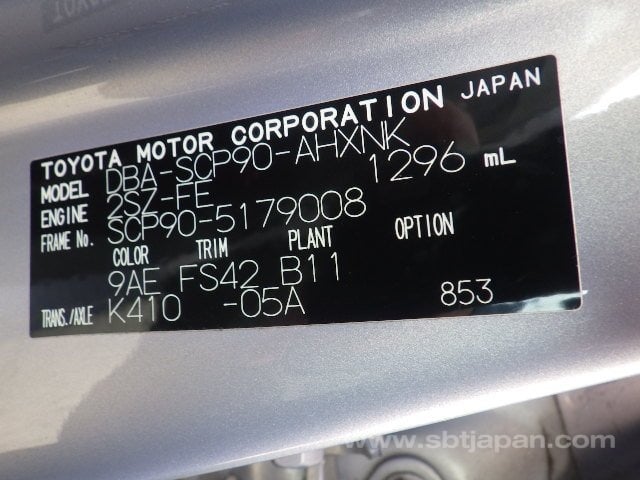 TOYOTA MOTOR CORPORATION JAPAN
MODEL DBA-SCP90-AHXNK
ENGINE 2SZ-FE 1296 mL
FRAME No. SCP90-5179008
COLOR TRIM PLANT OPTION
9AE FS42 B11
TRANS./AXLE K410 -05A 853
www.sbtjapan.com